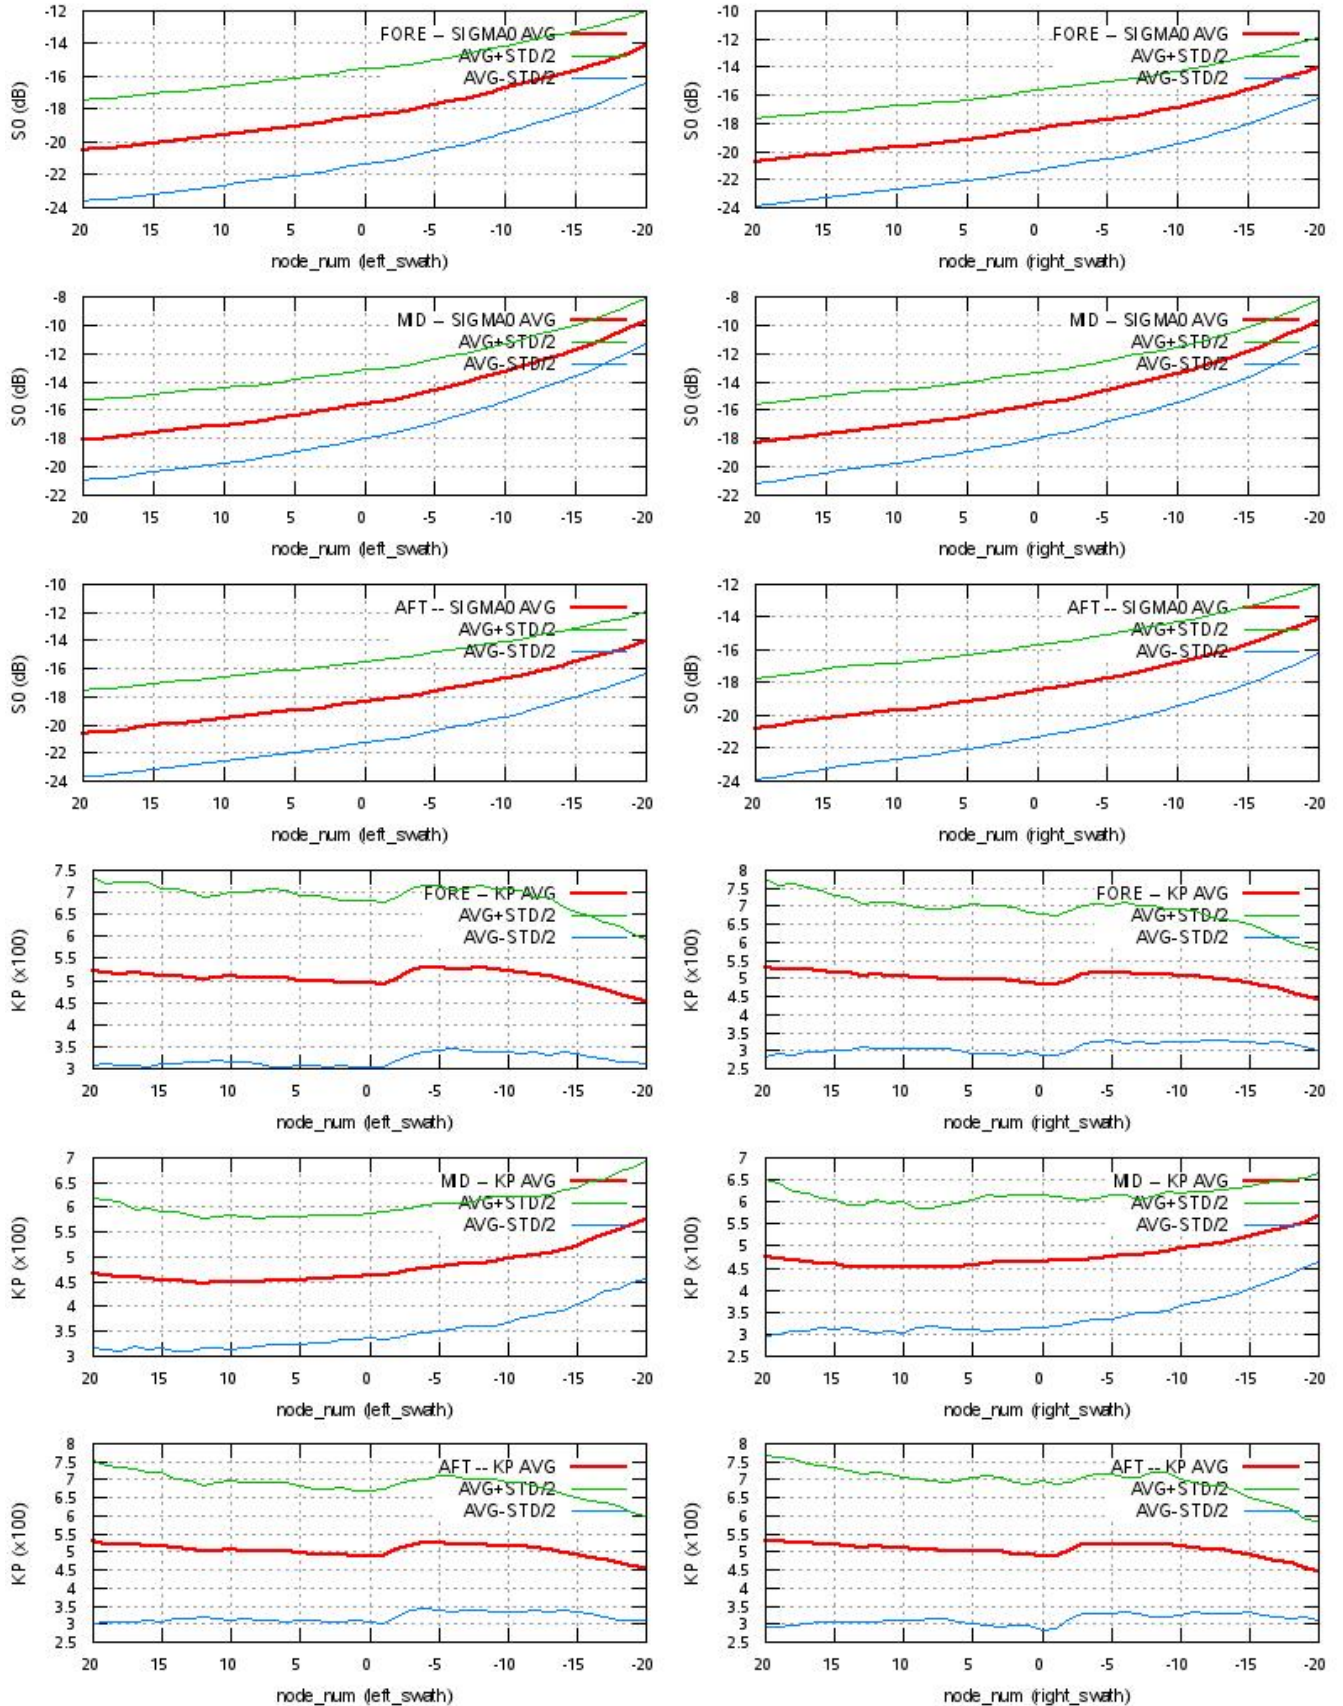 -12
-14
-16
-18
-20
-22
-24
S0 (dB)
FORE -- SIGMA0 AVG
AVG+STD/2
AVG-STD/2
20 15 10 5 0 -5 -10 -15 -20
node_num (left_swath)
-10
-12
-14
-16
-18
-20
-22
-24
S0 (dB)
FORE -- SIGMA0 AVG
AVG+STD/2
AVG-STD/2
20 15 10 5 0 -5 -10 -15 -20
node_num (right_swath)
-8
-10
-12
-14
-16
-18
-20
-22
S0 (dB)
MID -- SIGMA0 AVG
AVG+STD/2
AVG-STD/2
20 15 10 5 0 -5 -10 -15 -20
node_num (left_swath)
-8
-10
-12
-14
-16
-18
-20
-22
S0 (dB)
MID -- SIGMA0 AVG
AVG+STD/2
AVG-STD/2
20 15 10 5 0 -5 -10 -15 -20
node_num (right_swath)
-10
-12
-14
-16
-18
-20
-22
-24
S0 (dB)
AFT -- SIGMA0 AVG
AVG+STD/2
AVG-STD/2
20 15 10 5 0 -5 -10 -15 -20
node_num (left_swath)
-12
-14
-16
-18
-20
-22
-24
S0 (dB)
AFT -- SIGMA0 AVG
AVG+STD/2
AVG-STD/2
20 15 10 5 0 -5 -10 -15 -20
node_num (right_swath)
7.5
7
6.5
6
5.5
5
4.5
4
3.5
3
KP (x100)
FORE -- KP AVG
AVG+STD/2
AVG-STD/2
20 15 10 5 0 -5 -10 -15 -20
node_num (left_swath)
8
7.5
7
6.5
6
5.5
5
4.5
4
3.5
3
2.5
KP (x100)
FORE -- KP AVG
AVG+STD/2
AVG-STD/2
20 15 10 5 0 -5 -10 -15 -20
node_num (right_swath)
7
6.5
6
5.5
5
4.5
4
3.5
3
KP (x100)
MID -- KP AVG
AVG+STD/2
AVG-STD/2
20 15 10 5 0 -5 -10 -15 -20
node_num (left_swath)
7
6.5
6
5.5
5
4.5
4
3.5
3
2.5
KP (x100)
MID -- KP AVG
AVG+STD/2
AVG-STD/2
20 15 10 5 0 -5 -10 -15 -20
node_num (right_swath)
8
7.5
7
6.5
6
5.5
5
4.5
4
3.5
3
2.5
KP (x100)
AFT -- KP AVG
AVG+STD/2
AVG-STD/2
20 15 10 5 0 -5 -10 -15 -20
node_num (left_swath)
8
7.5
7
6.5
6
5.5
5
4.5
4
3.5
3
2.5
KP (x100)
AFT -- KP AVG
AVG+STD/2
AVG-STD/2
20 15 10 5 0 -5 -10 -15 -20
node_num (right_swath)